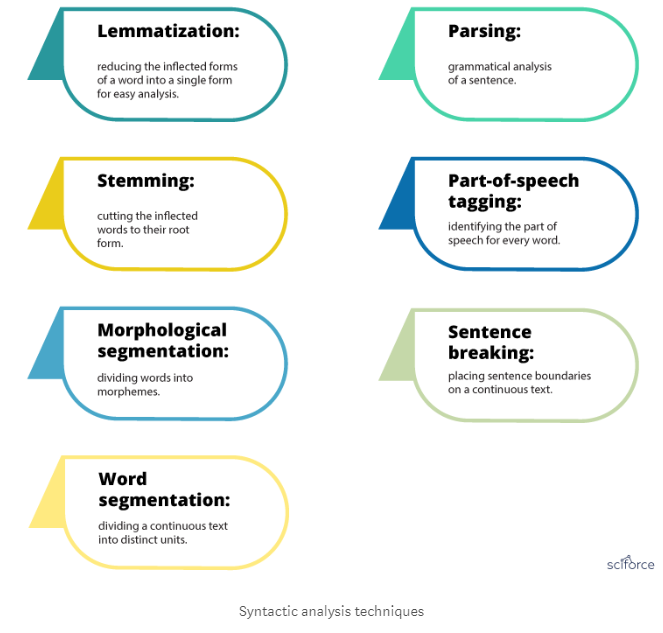 Lemmatization:
reducing the inflected forms
of a word into a single form
for easy analysis.
Stemming:
cutting the inflected
words to their root
form.
Morphological
segmentation:
dividing words into
morphemes.
Word
segmentation:
dividing a continuous text
into distinct units.
Parsing:
grammatical analysis
of a sentence.
Part-of-speech
tagging:
identifying the part of
speech for every word.
Sentence
breaking:
placing sentence boundaries
on a continuous text.
sciforce
Syntactic analysis techniques